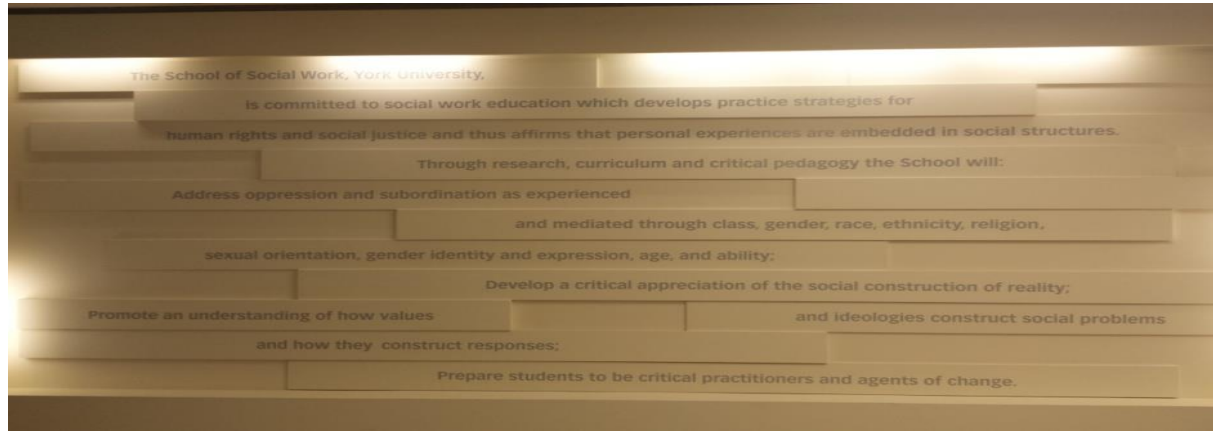 The School of Social Work, York University,
is committed to social work education which develops practice strategies for
human rights and social justice and thus affirms that personal experiences are embedded in social structures.
Through research, curriculum and critical pedagogy the School will:
Address oppression and subordination as experienced
and mediated through class, gender, race, ethnicity, religion,
sexual orientation, gender identity and expression, age, and ability;
Develop a critical appreciation of the social construction of reality;
Promote an understanding of how values and ideologies construct social problems
and how they construct responses;
Prepare students to be critical practitioners and agents of change.